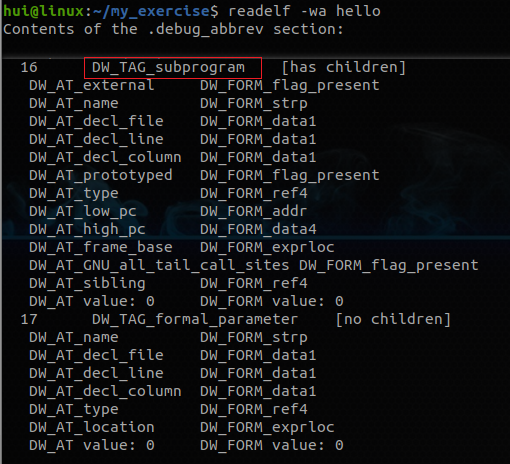 hui@linux:~/my_exercise$ readelf -wa hello
Contents of the .debug_abbrev section:
16 DW_TAG_subprogram [has children]
DW_AT_external DW_FORM_flag_present
DW_AT_name DW_FORM_strp
DW_AT_decl_file DW_FORM_data1
DW_AT_decl_line DW_FORM_data1
DW_AT_decl_column DW_FORM_data1
DW_AT_prototyped DW_FORM_flag_present
DW_AT_type DW_FORM_ref4
DW_AT_low_pc DW_FORM_addr
DW_AT_high_pc DW_FORM_data4
DW_AT_frame_base DW_FORM_exprloc
DW_AT_GNU_all_tail_call_sites DW_FORM_flag_present
DW_AT_sibling DW_FORM_ref4
DW_AT value: 0 DW_FORM value: 0
17 DW_TAG_formal_parameter [no children]
DW_AT_name DW_FORM_strp
DW_AT_decl_file DW_FORM_data1
DW_AT_decl_line DW_FORM_data1
DW_AT_decl_column DW_FORM_data1
DW_AT_type DW_FORM_ref4
DW_AT_location DW_FORM_exprloc
DW_AT value: 0 DW_FORM value: 0